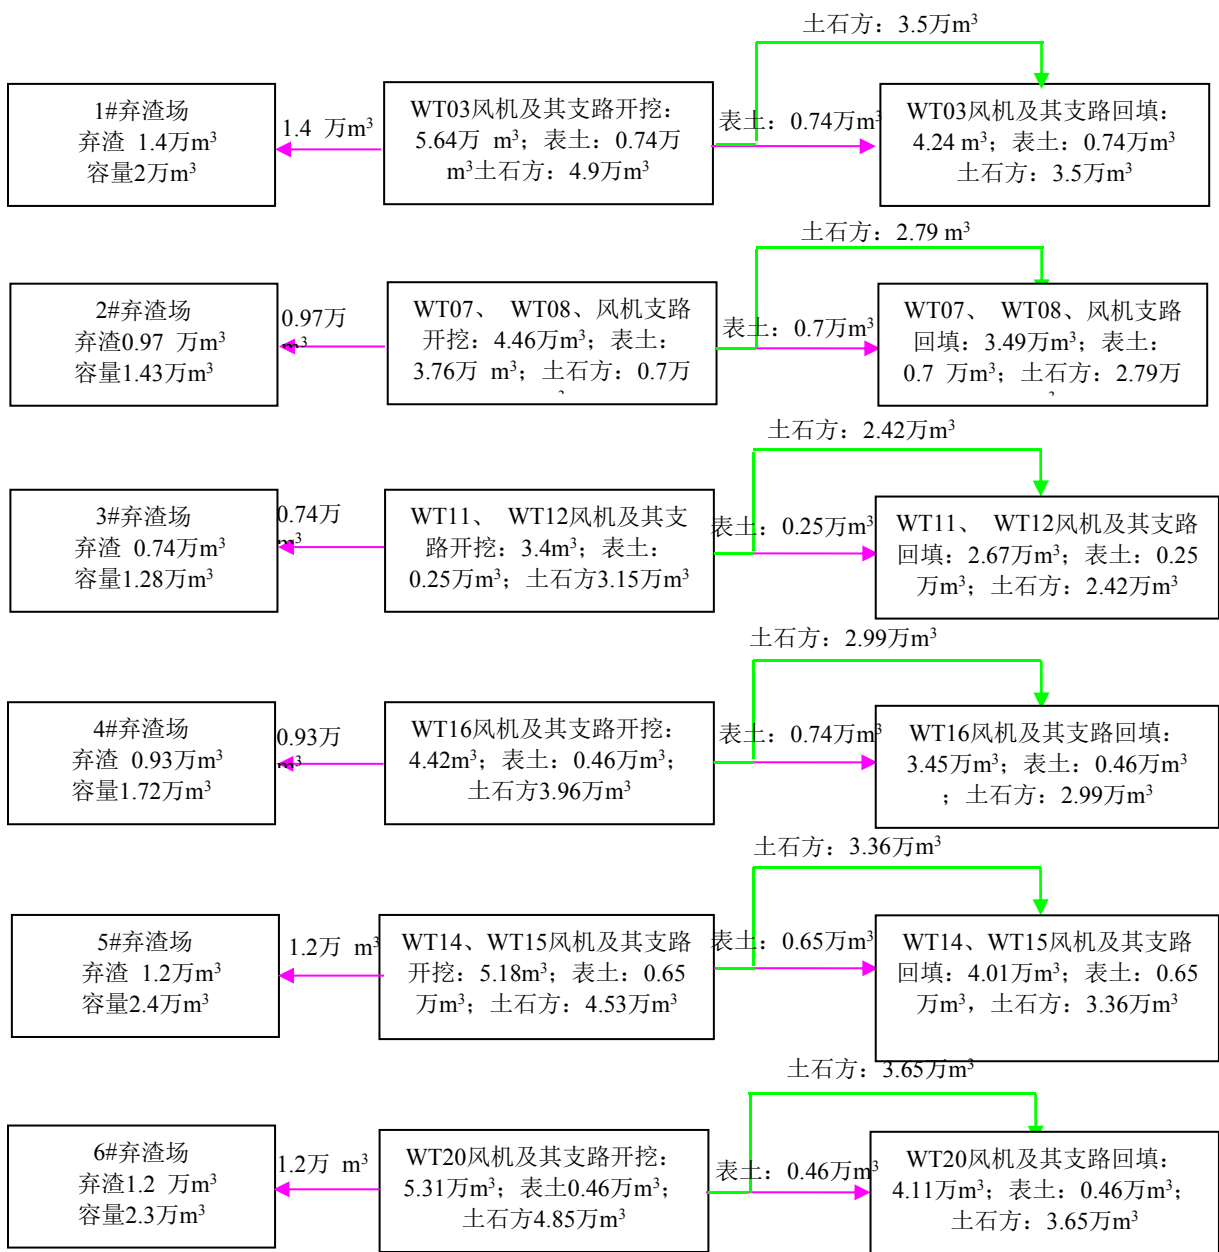 土石方：3.5万m³
1#弃渣场
弃渣 1.4万m³
容量2万m³
1.4 万m³
WT03风机及其支路开挖：
5.64万 m³；表土：0.74万
m³土石方：4.9万m³
表土：0.74万m³
WT03风机及其支路回填：
4.24 m³；表土：0.74万m³
土石方：3.5万m³
土石方：2.79 m³
2#弃渣场
弃渣0.97 万m³
容量1.43万m³
0.97万
m³
WT07、 WT08、风机支路
开挖：4.46万m³；表土：
3.76万 m³；土石方：0.7万
表土：0.7万m³
WT07、 WT08、风机支路
回填：3.49万m³；表土：
0.7 万m³；土石方：2.79万
土石方：2.42万m³
3#弃渣场
弃渣 0.74万m³
容量1.28万m³
0.74万
m³
WT11、 WT12风机及其支
路开挖：3.4m³；表土：
0.25万m³；土石方3.15万m³
表土：0.25万m³
WT11、 WT12风机及其支路
回填：2.67万m³；表土：0.25
万m³；土石方：2.42万m³
土石方：2.99万m³
4#弃渣场
弃渣 0.93万m³
容量1.72万m³
0.93万
m³
WT16风机及其支路开挖：
4.42m³；表土：0.46万m³；
土石方3.96万m³
表土：0.74万m³
WT16风机及其支路回填：
3.45万m³；表土：0.46万m³
；土石方：2.99万m³
土石方：3.36万m³
5#弃渣场
弃渣 1.2万m³
容量2.4万m³
1.2万 m³
WT14、WT15风机及其支路
开挖：5.18m³；表土：0.65
万m³；土石方：4.53万m³
表土：0.65万m³
WT14、WT15风机及其支路
回填：4.01万m³；表土：0.65
万m³，土石方：3.36万m³
土石方：3.65万m³
6#弃渣场
弃渣1.2 万m³
容量2.3万m³
1.2万 m³
WT20风机及其支路开挖：
5.31万m³；表土0.46万m³；
土石方4.85万m³
表土：0.46万m³
WT20风机及其支路回填：
4.11万m³；表土：0.46万m³；
土石方：3.65万m³